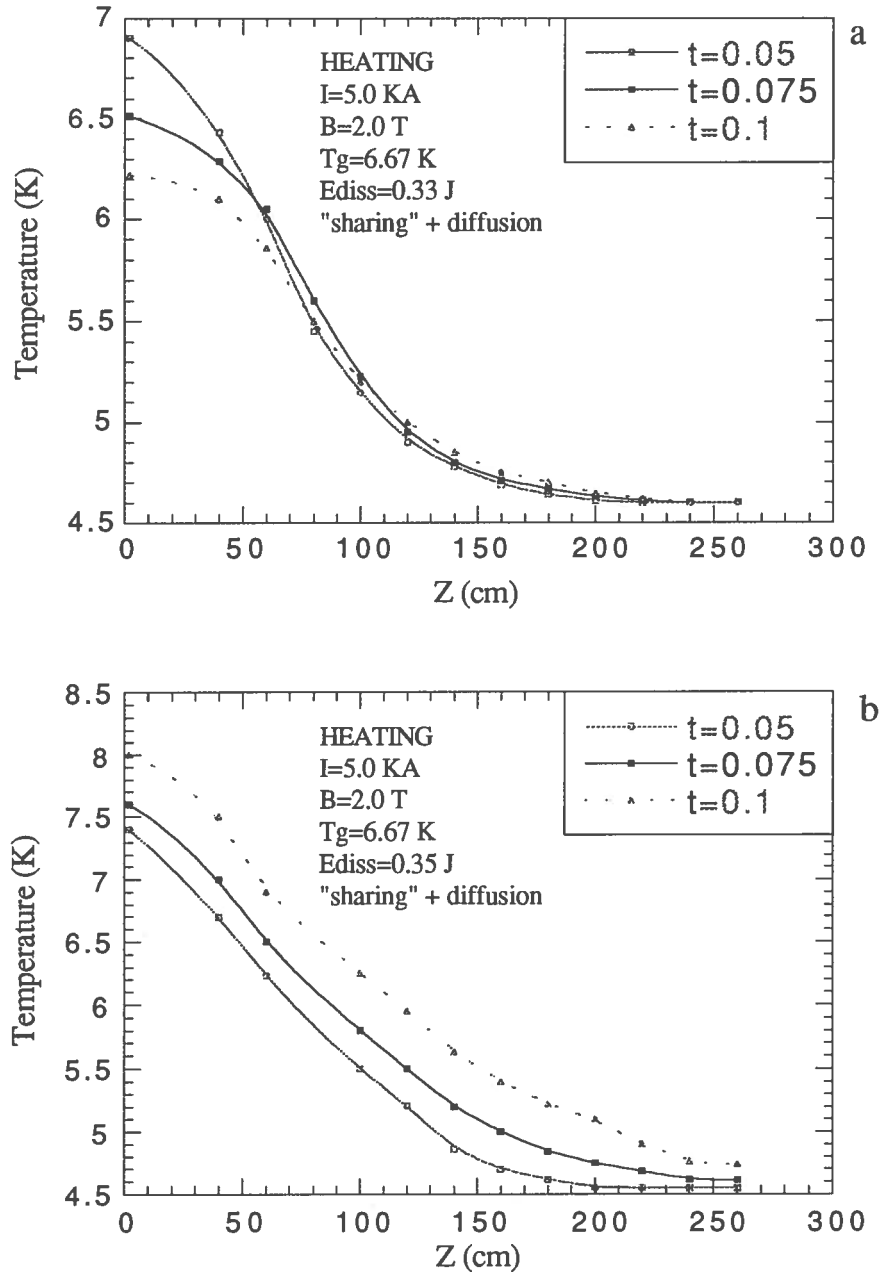 a
7
6.5
6
5.5
5
4.5
Temperature (K)
HEATING
I=5.0 KA
B=2.0 T
Tg=6.67 K
Ediss=0.33 J
"sharing" + diffusion
t=0.05
t=0.075
t=0.1
0 50 100 150 200 250 300
Z (cm)
b
8.5
8
7.5
7
6.5
6
5.5
5
4.5
Temperature (K)
HEATING
I=5.0 KA
B=2.0 T
Tg=6.67 K
Ediss=0.35 J
"sharing" + diffusion
t=0.05
t=0.075
t=0.1
0 50 100 150 200 250 300
Z (cm)